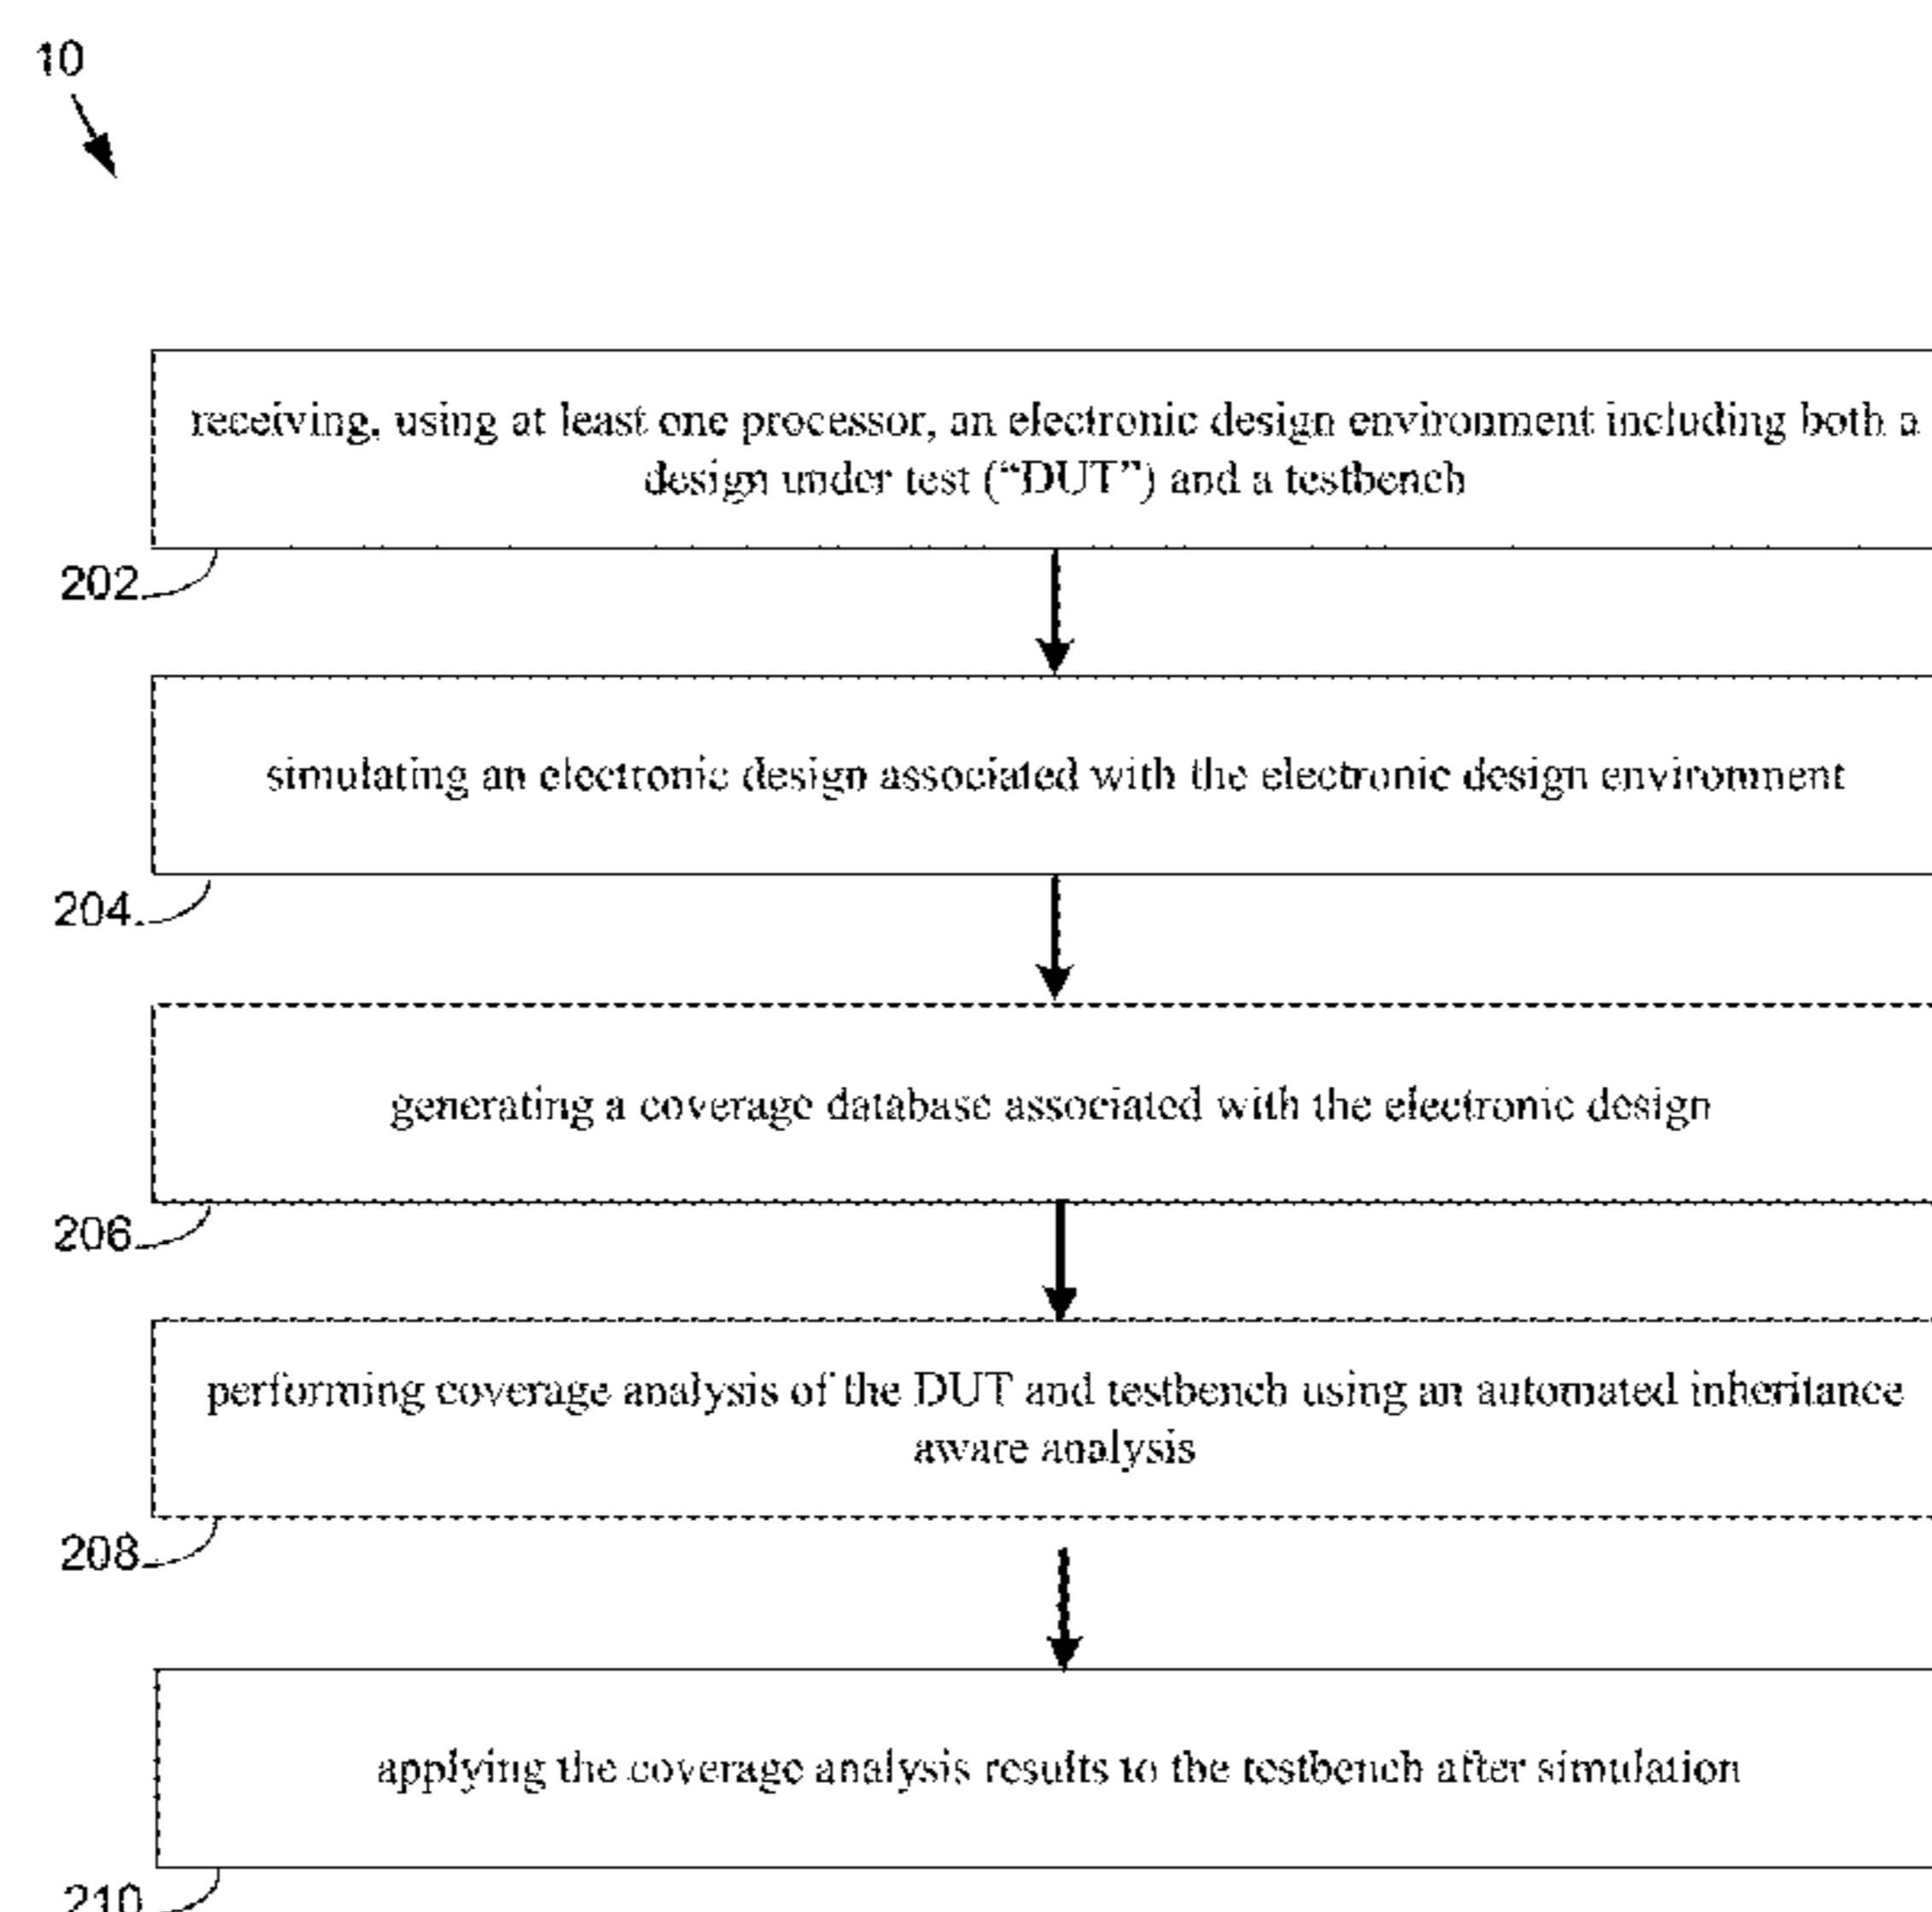 10
receiving, using at least one processor, an electronic design environment including both a
design under test (“DUT”) and a testbench
202
simulating an electronic design associated with the electronic design environment
204
generating a coverage database associated with the electronic design
206
performing coverage analysis of the DUT and testbench using an automated inheritance
aware analysis
208
applying the coverage analysis results to the testbench after simulation
210